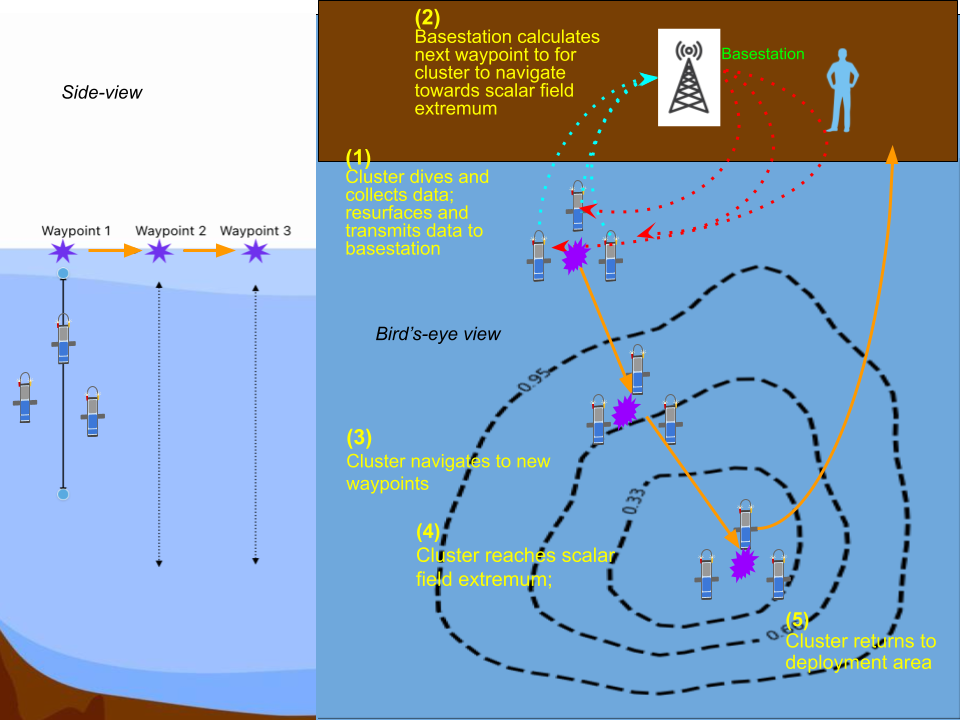 Side-view
Waypoint 1
Waypoint 2
Waypoint 3
(2)
Basestation calculates
next waypoint to for
cluster to navigate
towards scalar field
extremum
Basestation
(1)
Cluster dives and
collects data;
resurfaces and
transmits data to
basestation
Bird's-eye view
0.95
(3)
Cluster navigates to new
waypoints
0.33
(4)
Cluster reaches scalar
field extremum;
(5)
Cluster returns to
deployment area